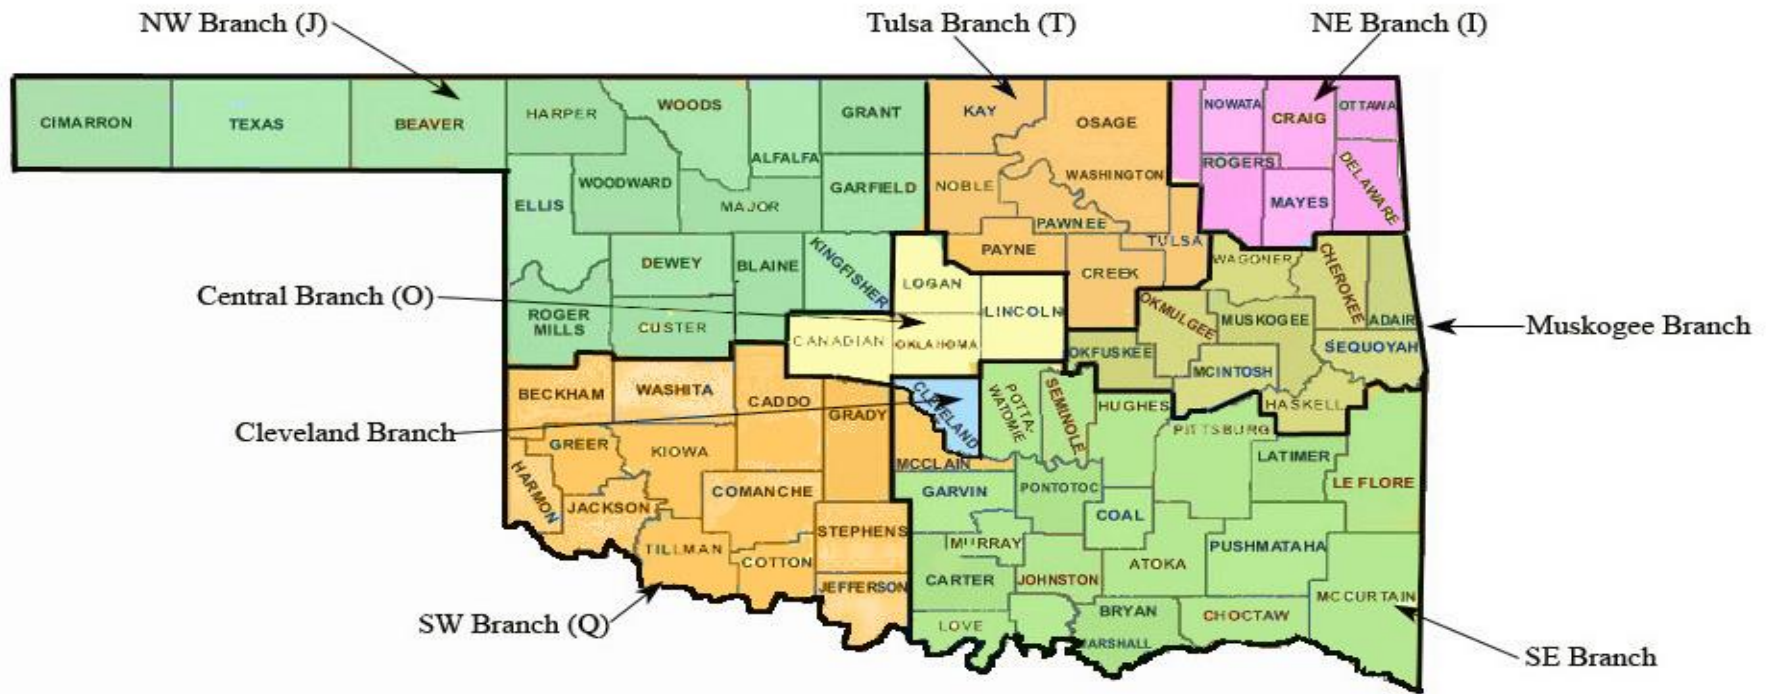 NW Branch (J)
Tulsa Branch (T)
NE Branch (I)
CIMARRON
TEXAS
BEAVER
HARPER
WOODS
ALFALFA
GRANT
KAY
OSAGE
NOWATA
CRAIG
OTTAWA
ELLIS
WOODWARD
MAJOR
GARFIELD
NOBLE
WASHINGTON
PAWNEE
ROGERS
MAYES
DELAWARE
DEWEY
BLAINE
KINGFISHER
LOGAN
PAYNE
CREEK
TULSA
WAGONER
CHEROKEE
ADAIR
Central Branch (O)
ROGER
MILLS
CUSTER
CANADIAN
OKLAHOMA
LINCOLN
OKMULGEE
MUSKOGEE
SEQUOYAH
Muskogee Branch
OKFUSKEE
MCINTOSH
HASKELL
BECKHAM
WASHITA
CADDO
GRADY
CLEVELAND
POTTA-
WATOMIE
SEMINOLE
HUGHES
PITTSBURG
Cleveland Branch
GREER
KIOWA
MCCLAIN
LATIMER
LE FLORE
HARMON
JACKSON
COMANCHE
GARVIN
PONTOTOC
COAL
TILLMAN
COTTON
STEPHENS
MURRAY
ATOKA
PUSHMATAHA
JEFFERSON
CARTER
JOHNSTON
MCCURTAIN
SW Branch (Q)
LOVE
MARSHALL
BRYAN
CHOCTAW
SE Branch